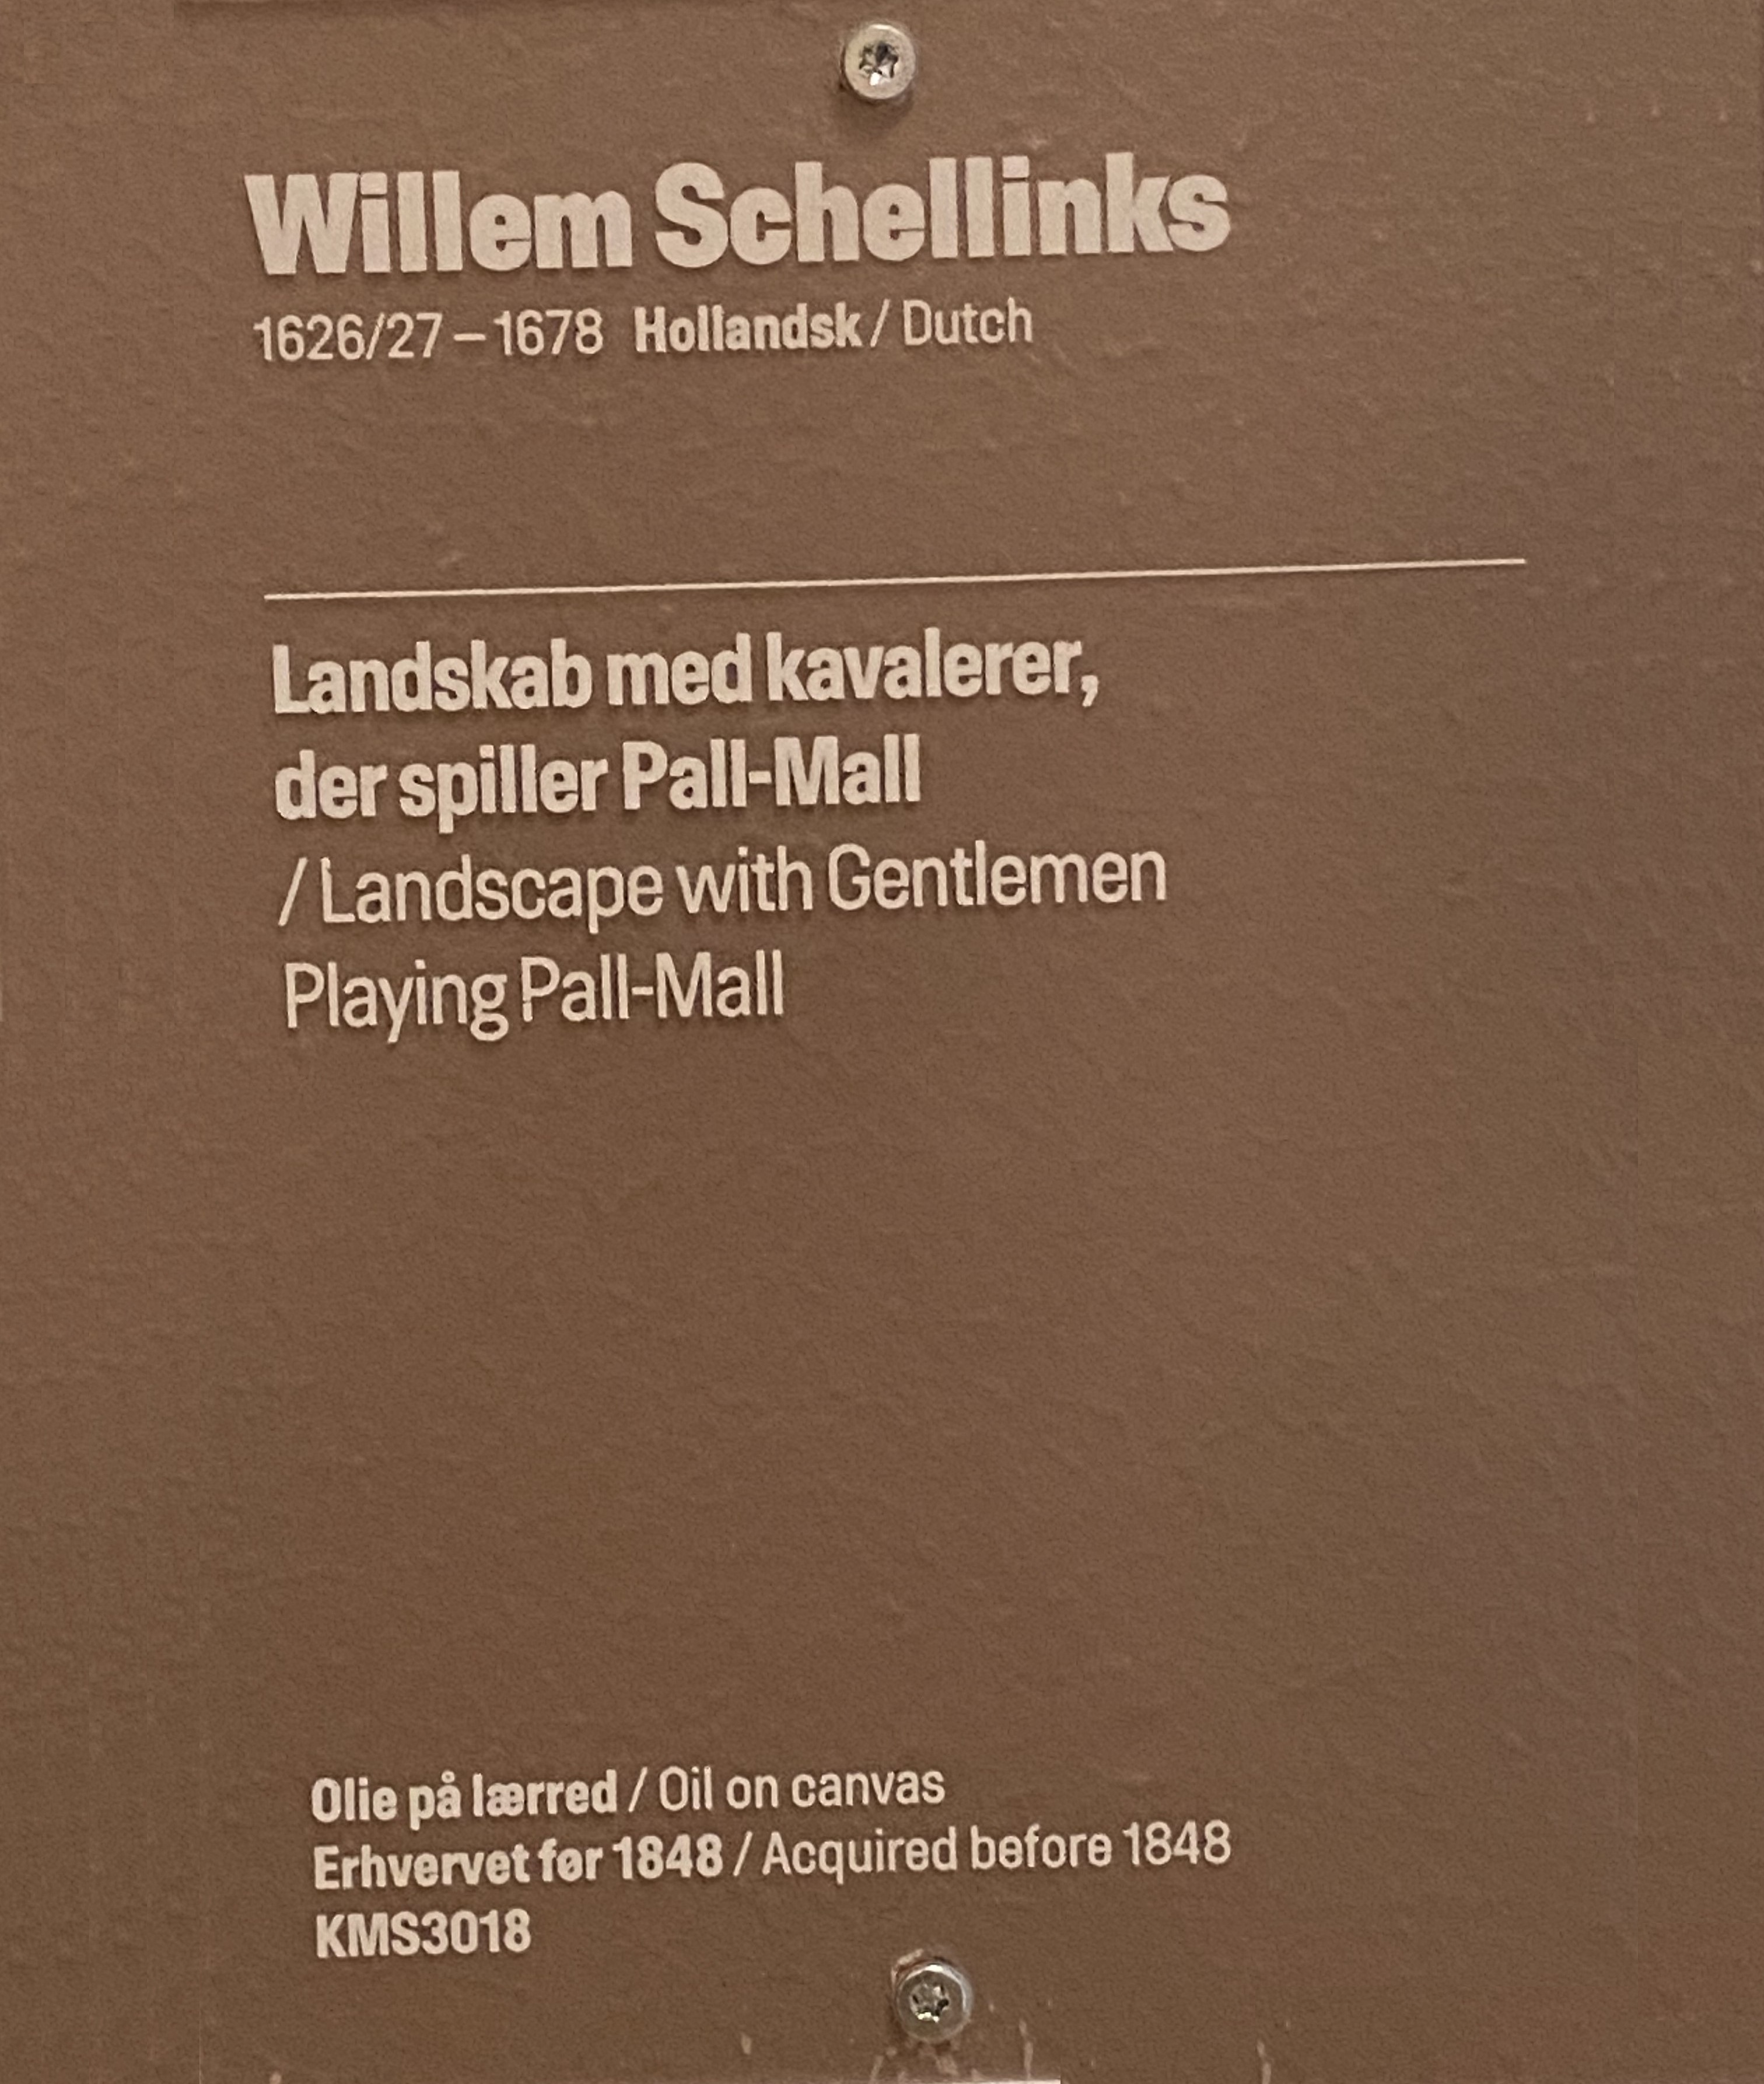 Willem Schellinks
1626/27 – 1678 Hollandsk / Dutch
Landskab med kavalerer,
der spiller Pall-Mall
/ Landscape with Gentlemen
Playing Pall-Mall
Olie på lærred / Oil on canvas
Erhvervet før 1848 / Acquired before 1848
KMS3018